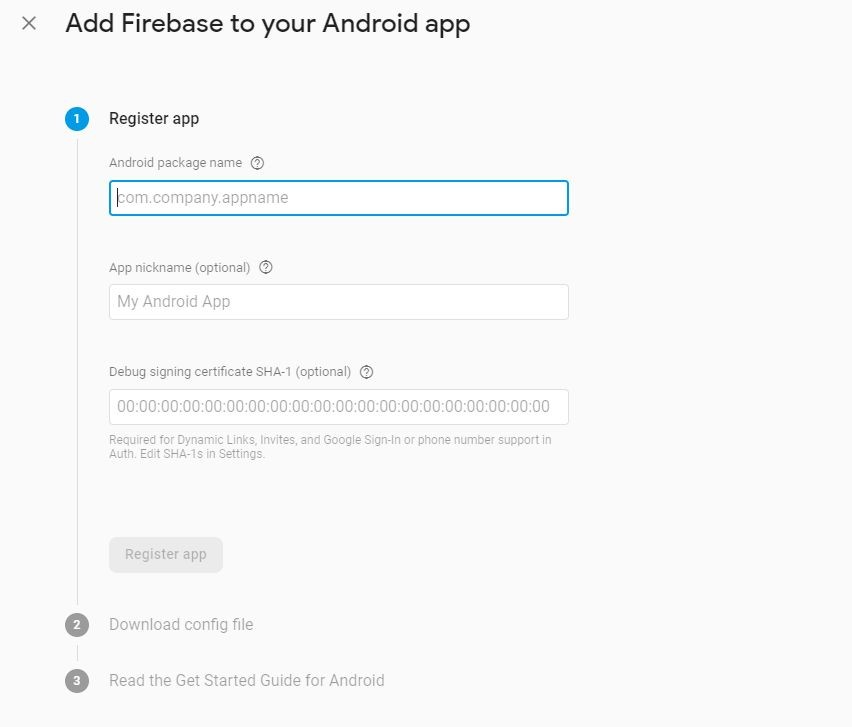 Add Firebase to your Android app
1
Register app
Android package name
com.company.appname
App nickname (optional)
My Android App
Debug signing certificate SHA-1 (optional)
00:00:00:00:00:00:00:00:00:00:00:00:00:00:00:00:00:00:00:00
Required for Dynamic Links, Invites, and Google Sign-In or phone number support in
Auth. Edit SHA-1s in Settings.
Register app
2
Download config file
3
Read the Get Started Guide for Android